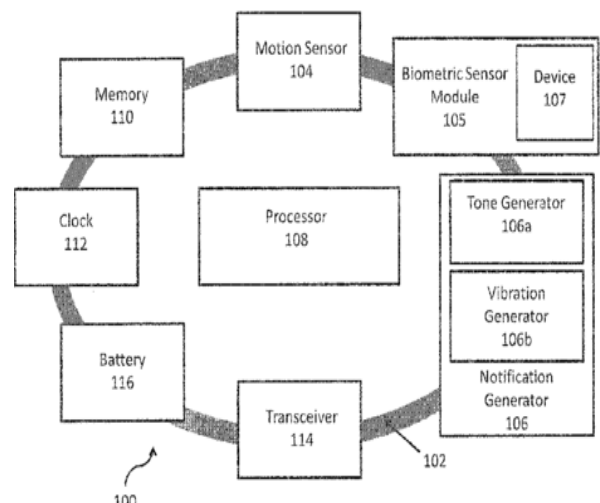 Motion Sensor
104
Biometric Sensor
Module
105
Device
107
Memory
110
Tone Generator
106a
Clock
112
Processor
108
Vibration
Generator
106b
Battery
116
Notification
Generator
106
Transceiver
114
102
100